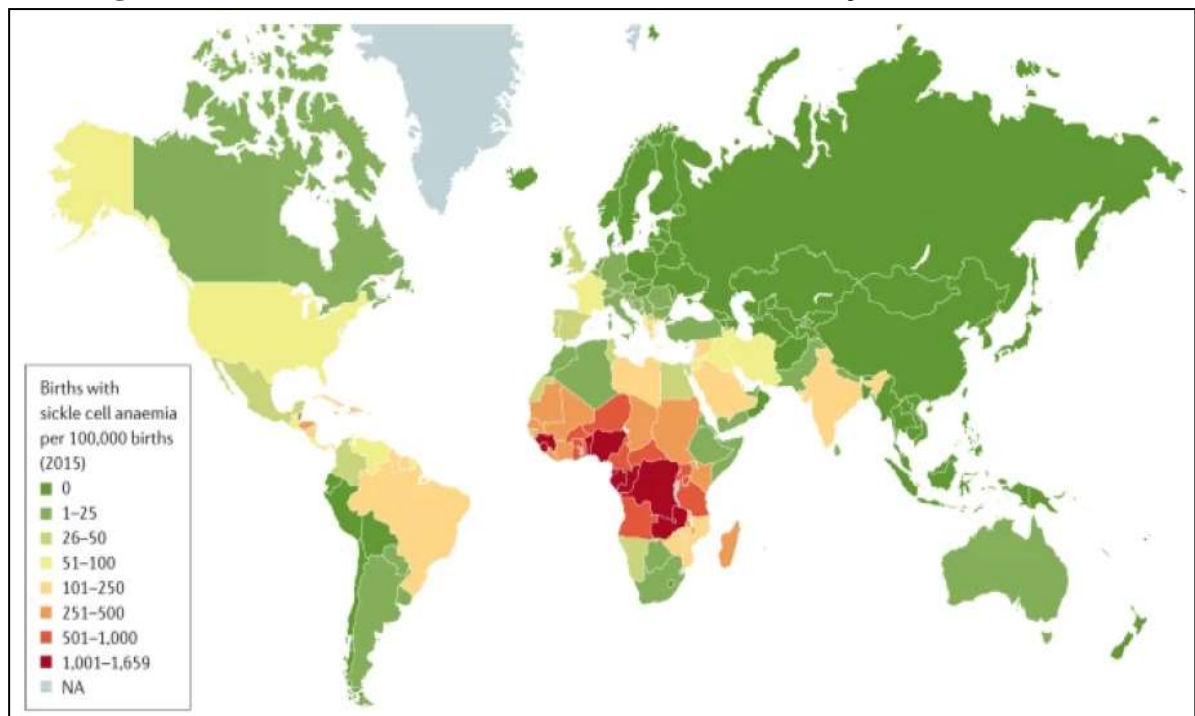 Births with
sickle cell anaemia
per 100,000 births
(2015)
0
1–25
26–50
51–100
101–250
251–500
501–1,000
1,001–1,659
NA